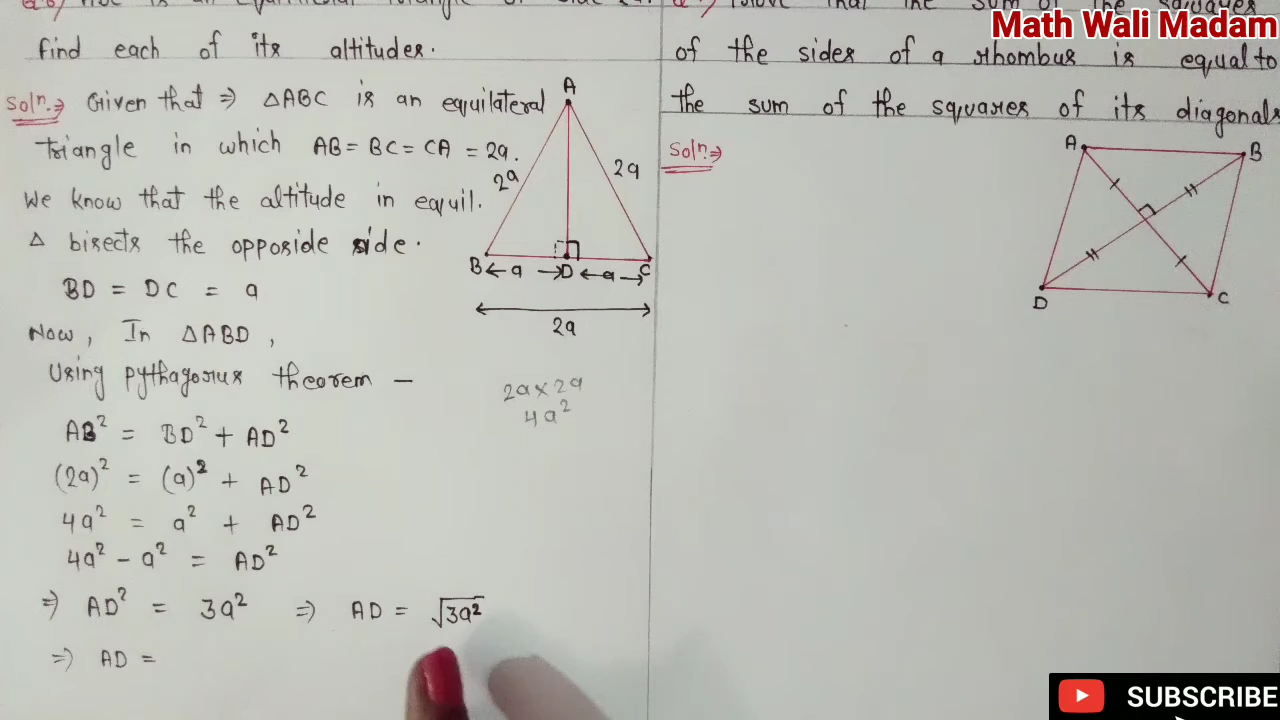 find each of its altitudes.
Soln.⇒ Given that ⇒ △ABC is an equilateral
triangle in which AB = BC = CA = 2a.
We know that the altitude in equil.
△ bisects the opposide side.
BD = DC = a
Now, In △ABD,
Using pythagorus theorem –
AB² = BD² + AD²
(2a)² = (a)² + AD²
4a² = a² + AD²
4a² – a² = AD²
⇒ AD² = 3a² ⇒ AD = √3a²
⇒ AD =
A
2a
2a
B ← a → D ← a → C
2a
2a × 2a
4a²
Math Wali Madam
of the sides of a rhombus is equal to
the sum of the squares of its diagonals
Soln.⇒
A
B
D
C
SUBSCRIBE